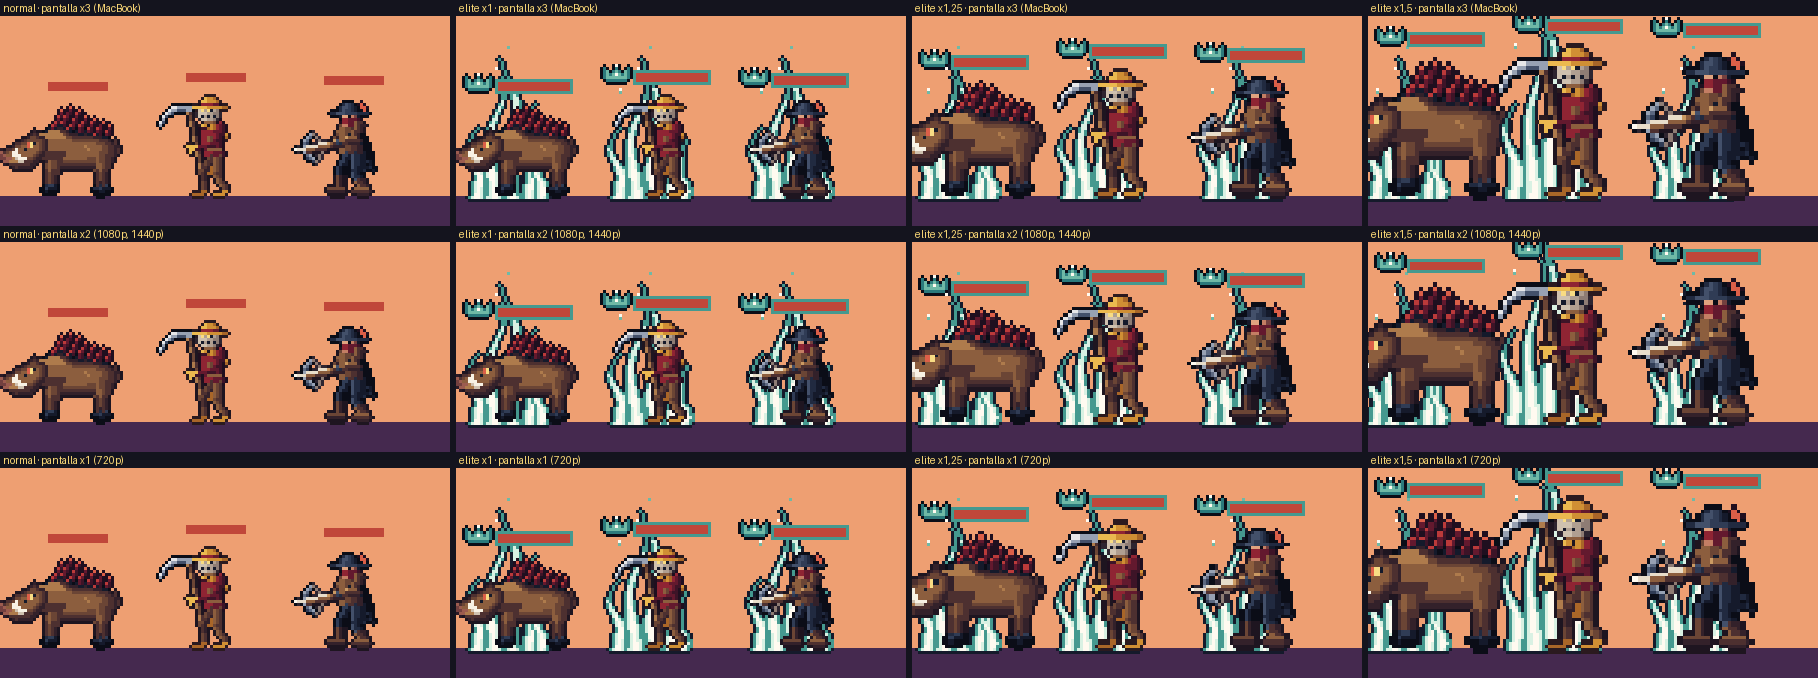 normal · pantalla x3 (MacBook)
elite x1 · pantalla x3 (MacBook)
elite x1,25 · pantalla x3 (MacBook)
elite x1,5 · pantalla x3 (MacBook)
normal · pantalla x2 (1080p, 1440p)
elite x1 · pantalla x2 (1080p, 1440p)
elite x1,25 · pantalla x2 (1080p, 1440p)
elite x1,5 · pantalla x2 (1080p, 1440p)
normal · pantalla x1 (720p)
elite x1 · pantalla x1 (720p)
elite x1,25 · pantalla x1 (720p)
elite x1,5 · pantalla x1 (720p)